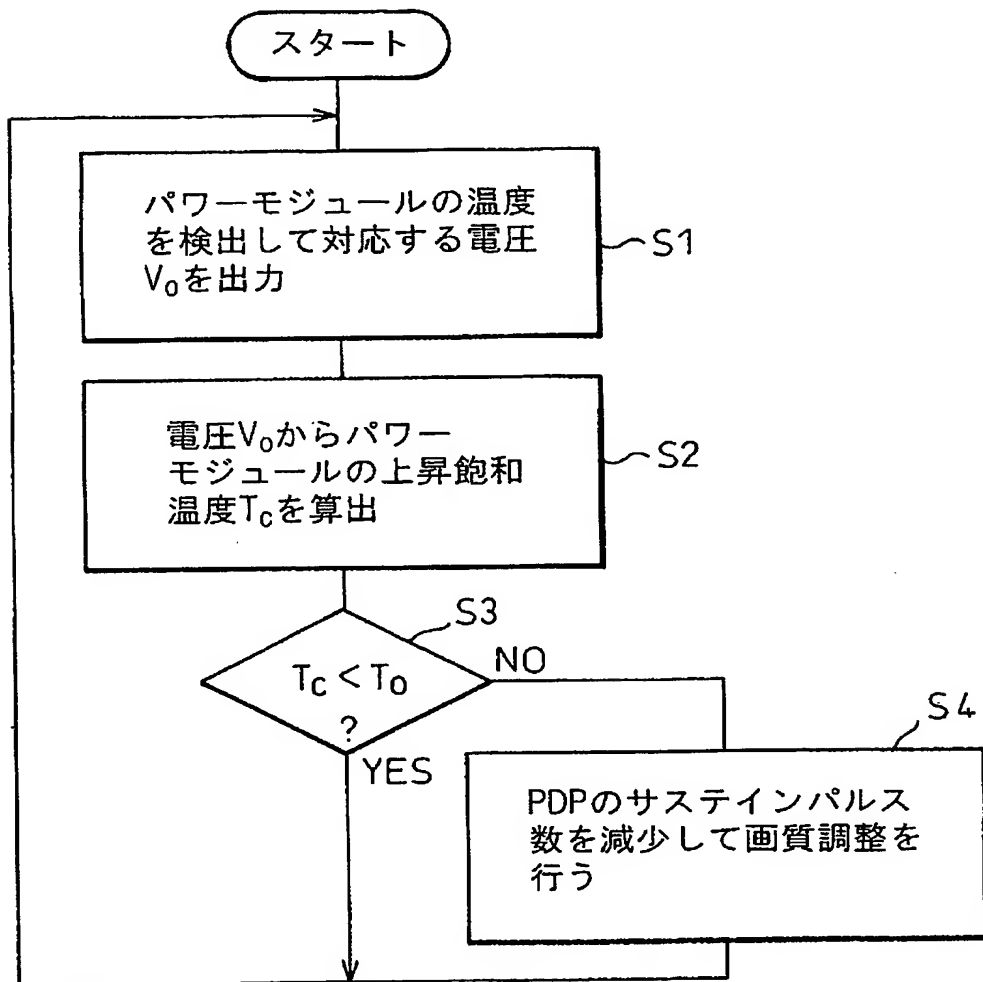 スタート
パワーモジュールの温度
を検出して対応する電圧
V₀を出力
S1
電圧V₀からパワー
モジュールの上昇飽和
温度Tcを算出
S2
S3
Tc < T₀
?
NO
YES
S4
PDPのサステインパルス
数を減少して画質調整を
行う